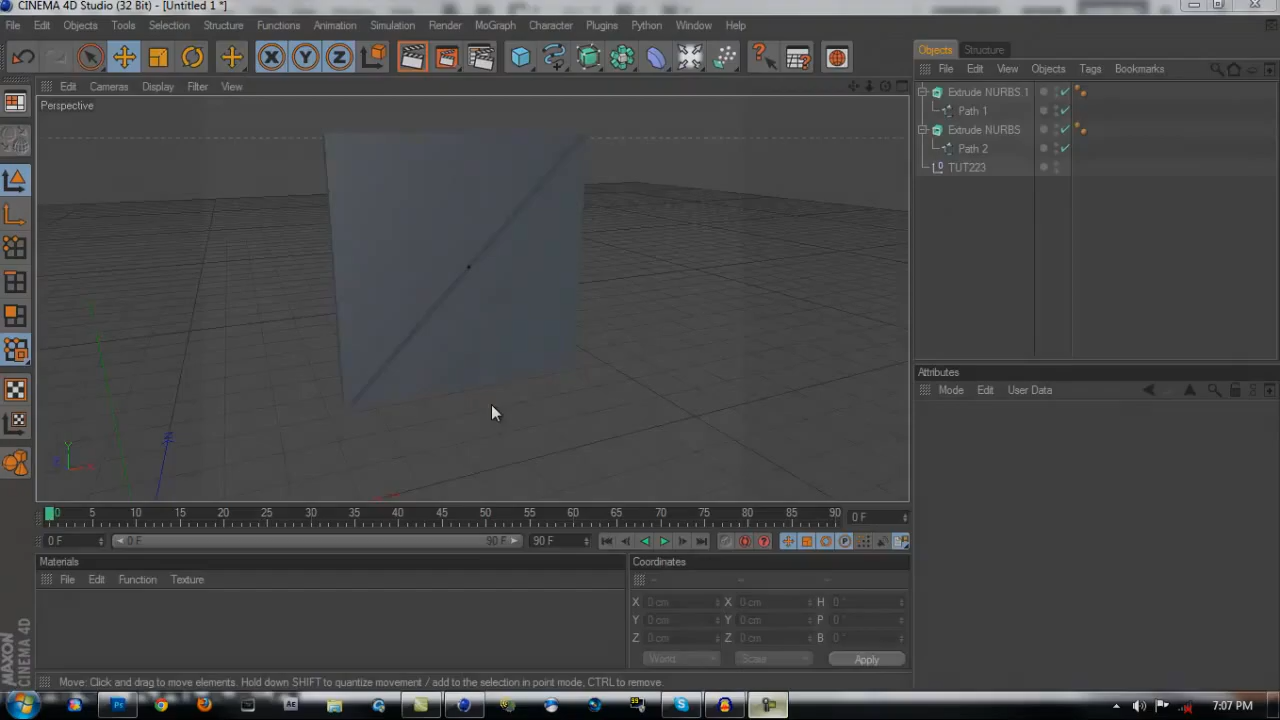 CINEMA 4D Studio (32 Bit) - [Untitled 1 *]
File Edit Objects Tools Selection Structure Functions Animation Simulation Render MoGraph Character Plugins Python Window Help
Edit Cameras Display Filter View
Perspective
X Y Z
Objects Structure
File Edit View Objects Tags Bookmarks
Extrude NURBS 1
Path 1
Extrude NURBS
Path 2
TUT223
Attributes
Mode Edit User Data
Y
0 5 10 15 20 25 30 35 40 45 50 55 60 65 70 75 80 85 90 0 F
0 F 0 F 90 F 90 F
Materials
File Edit Function Texture
Coordinates
X 0 cm X 0 cm H 0 °
Y 0 cm Y 0 cm P 0 °
Z 0 cm Z 0 cm B 0 °
World Apply
MAXON CINEMA 4D
Move: Click and drag to move elements. Hold down SHIFT to quantize movement / add to the selection in point mode, CTRL to remove.
Ps Ae 7:07 PM